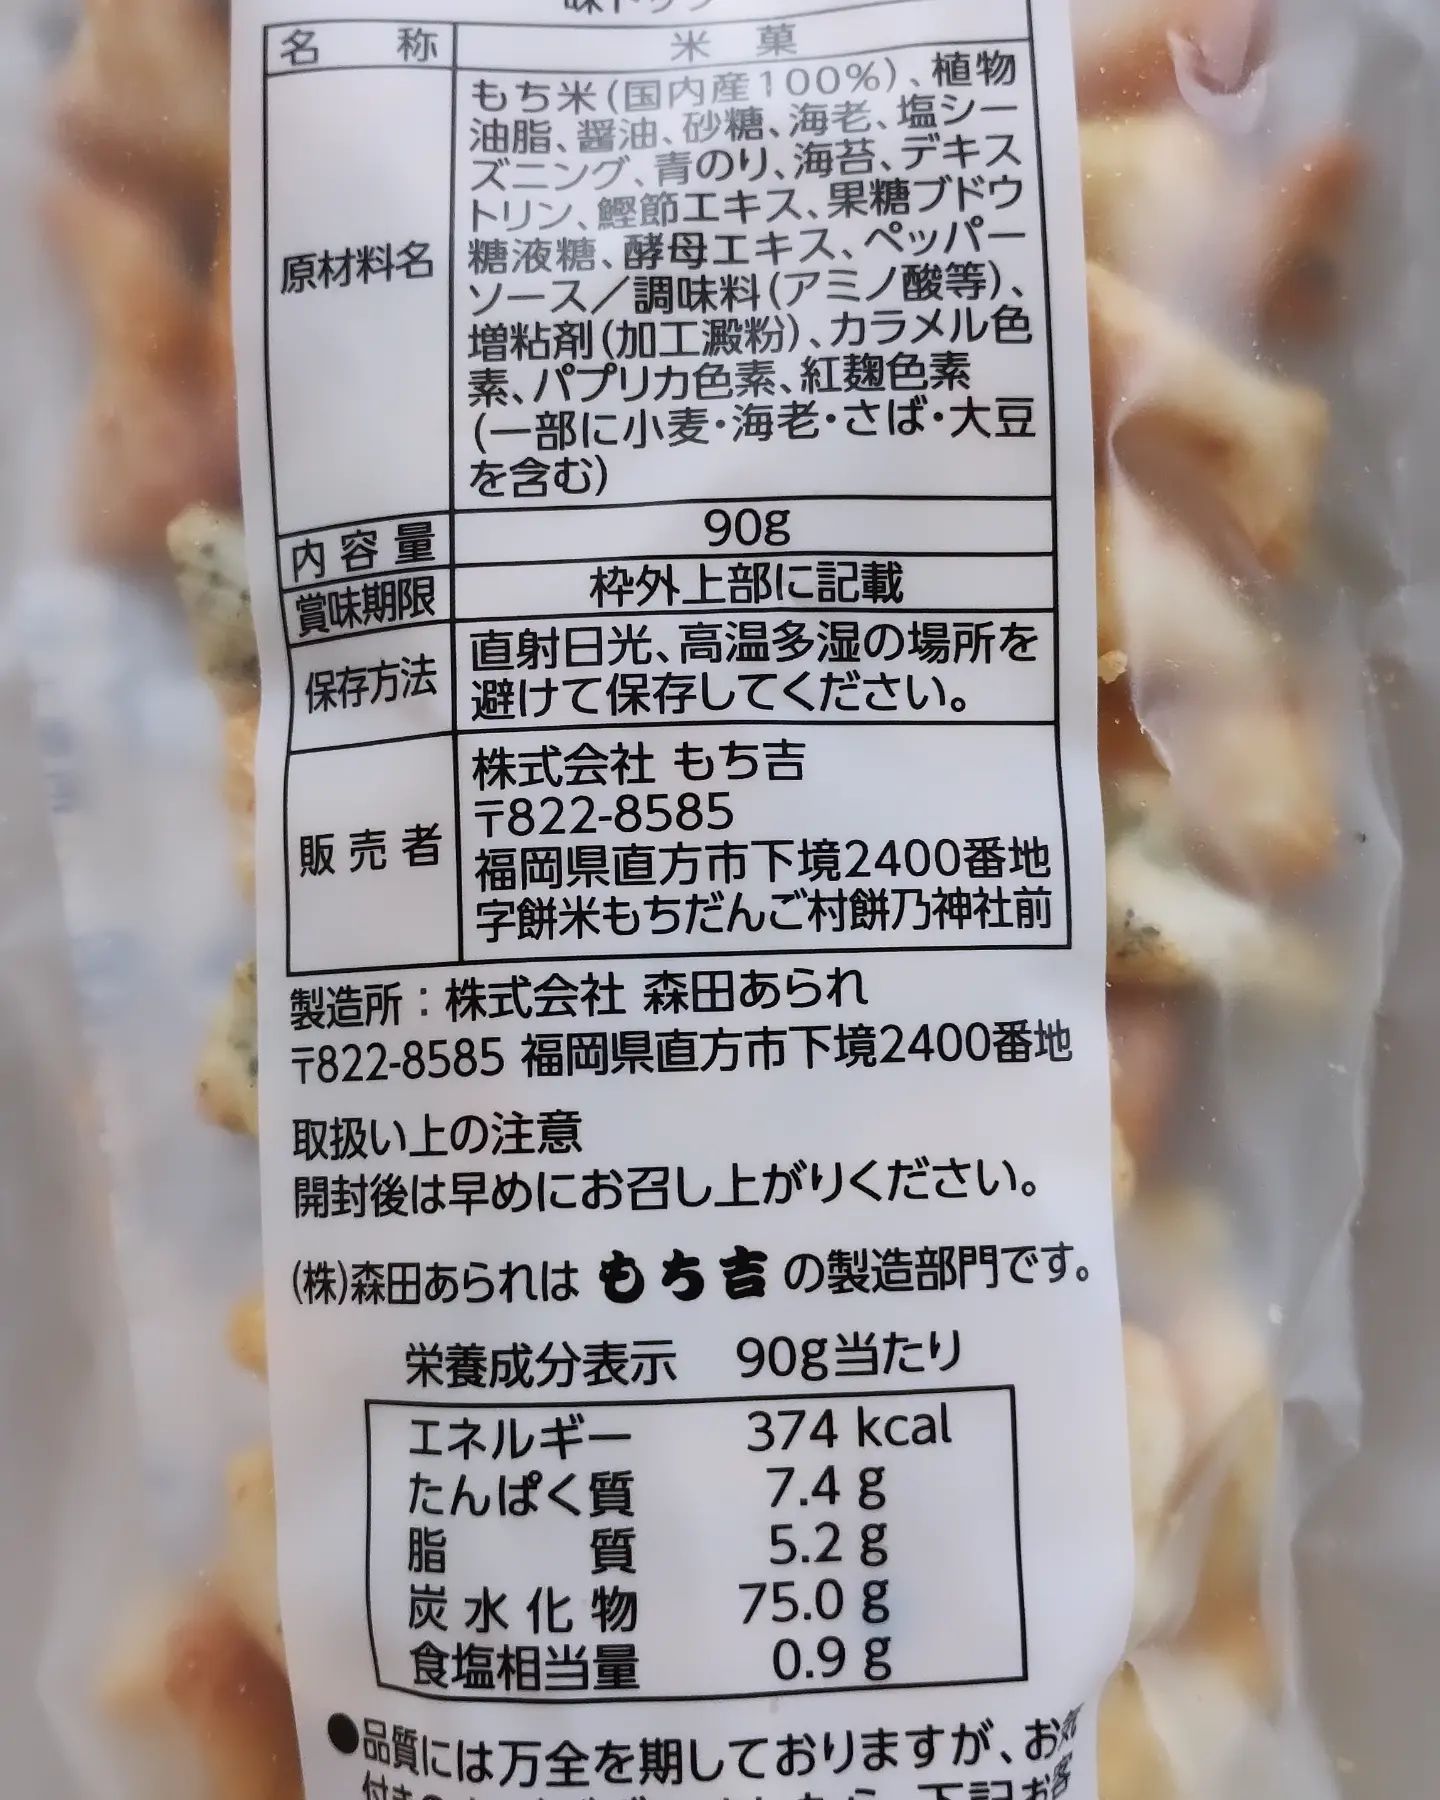 味トップ
名称 米菓
原材料名
もち米(国内産100%)、植物
油脂、醤油、砂糖、海老、塩シー
ズニング、青のり、海苔、デキス
トリン、鰹節エキス、果糖ブドウ
糖液糖、酵母エキス、ペッパー
ソース/調味料(アミノ酸等)、
増粘剤(加工澱粉)、カラメル色
素、パプリカ色素、紅麹色素
(一部に小麦・海老・さば・大豆
を含む)
内容量 90g
賞味期限 枠外上部に記載
保存方法
直射日光、高温多湿の場所を
避けて保存してください。
販売者
株式会社 もち吉
〒822-8585
福岡県直方市下境2400番地
字餅米もちだんご村餅乃神社前
製造所:株式会社 森田あられ
〒822-8585 福岡県直方市下境2400番地
取扱い上の注意
開封後は早めにお召し上がりください。
(株)森田あられは もち吉 の製造部門です。
栄養成分表示 90g当たり
エネルギー 374 kcal
たんぱく質 7.4 g
脂質 5.2 g
炭水化物 75.0 g
食塩相当量 0.9 g
●品質には万全を期しておりますが、お気
付き 下記お客